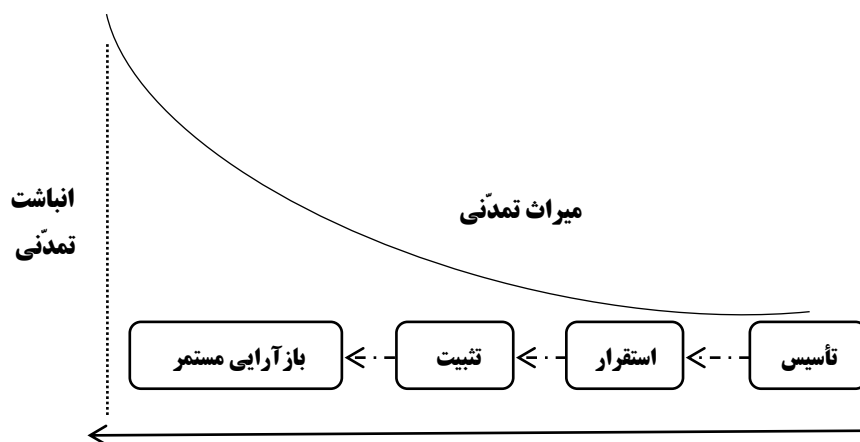 انباشت
تمدّنی
میراث تمدّنی
تأسیس
استقرار
تثبیت
بازآرایی مستمر